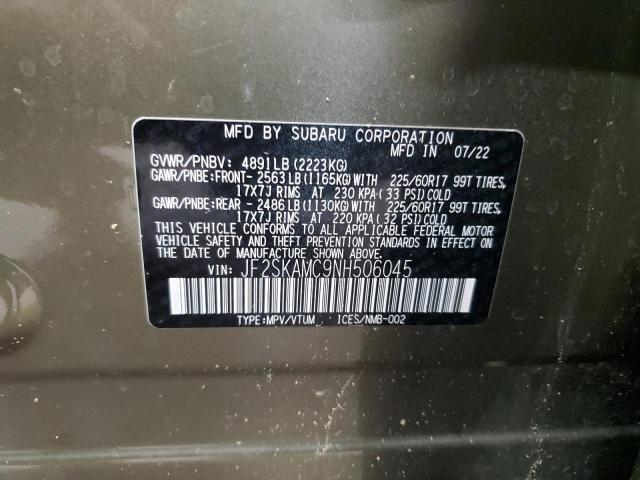 MFD BY SUBARU CORPORATION
MFD IN 07/22
GVWR/PNBV: 4891LB (2223KG)
GAWR/PNBE:FRONT- 2563LB (1165KG) WITH 225/60R17 99T TIRES,
17X7J RIMS AT 230 KPA (33 PSI) COLD
GAWR/PNBE:REAR - 2486LB (1130KG) WITH 225/60R17 99T TIRES,
17X7J RIMS AT 220 KPA (32 PSI) COLD
THIS VEHICLE CONFORMS TO ALL APPLICABLE FEDERAL MOTOR
VEHICLE SAFETY AND THEFT PREVENTION STANDARDS IN EFFECT ON
THE DATE OF MANUFACTURE SHOWN ABOVE.
VIN: JF2SKAMC9NH506045
TYPE:MPV/VTUM ICES/NMB-002